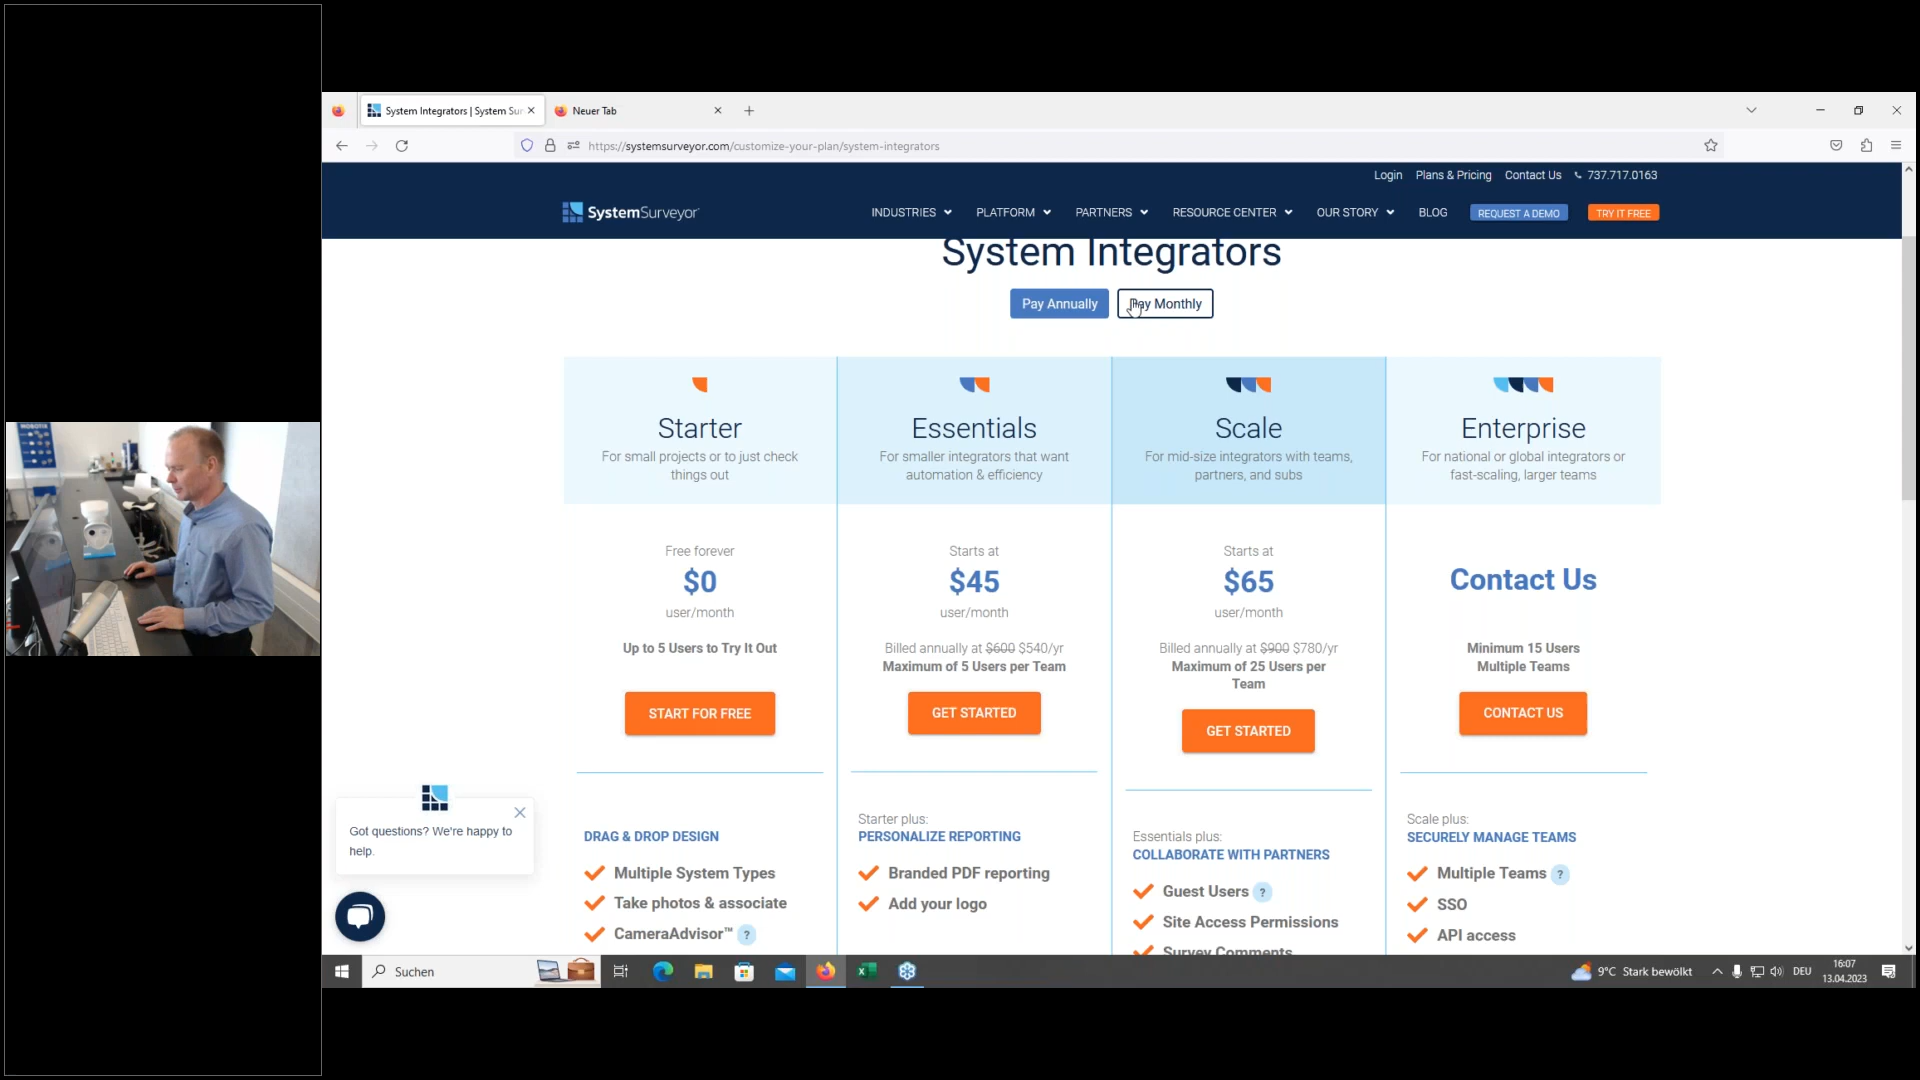 System Integrators | System Sur
Neuer Tab
https://systemsurveyor.com/customize-your-plan/system-integrators
Login
Plans & Pricing
Contact Us
737.717.0163
SystemSurveyor
INDUSTRIES
PLATFORM
PARTNERS
RESOURCE CENTER
OUR STORY
BLOG
REQUEST A DEMO
TRY IT FREE
System Integrators
Pay Annually
Pay Monthly
Starter
For small projects or to just check
things out
Free forever
$0
user/month
Up to 5 Users to Try It Out
START FOR FREE
DRAG & DROP DESIGN
Multiple System Types
Take photos & associate
CameraAdvisor™ ?
Essentials
For smaller integrators that want
automation & efficiency
Starts at
$45
user/month
Billed annually at $600 $540/yr
Maximum of 5 Users per Team
GET STARTED
Starter plus:
PERSONALIZE REPORTING
Branded PDF reporting
Add your logo
Scale
For mid-size integrators with teams,
partners, and subs
Starts at
$65
user/month
Billed annually at $900 $780/yr
Maximum of 25 Users per
Team
GET STARTED
Essentials plus:
COLLABORATE WITH PARTNERS
Guest Users ?
Site Access Permissions
Survey Comments
Enterprise
For national or global integrators or
fast-scaling, larger teams
Contact Us
Minimum 15 Users
Multiple Teams
CONTACT US
Scale plus:
SECURELY MANAGE TEAMS
Multiple Teams ?
SSO
API access
Got questions? We're happy to
help.
MOBOTIX
Suchen
9°C Stark bewölkt
DEU
16:07
13.04.2023